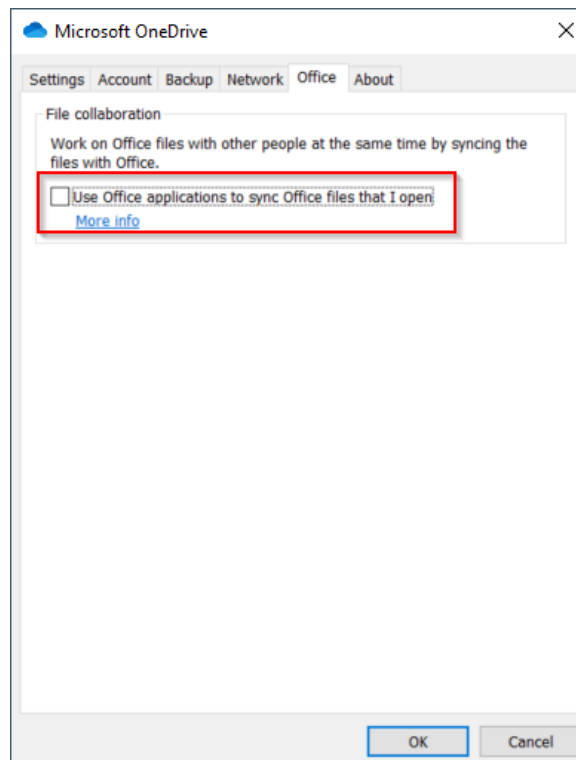 Microsoft OneDrive
Settings Account Backup Network Office About
File collaboration
Work on Office files with other people at the same time by syncing the
files with Office.
Use Office applications to sync Office files that I open
More info
OK Cancel